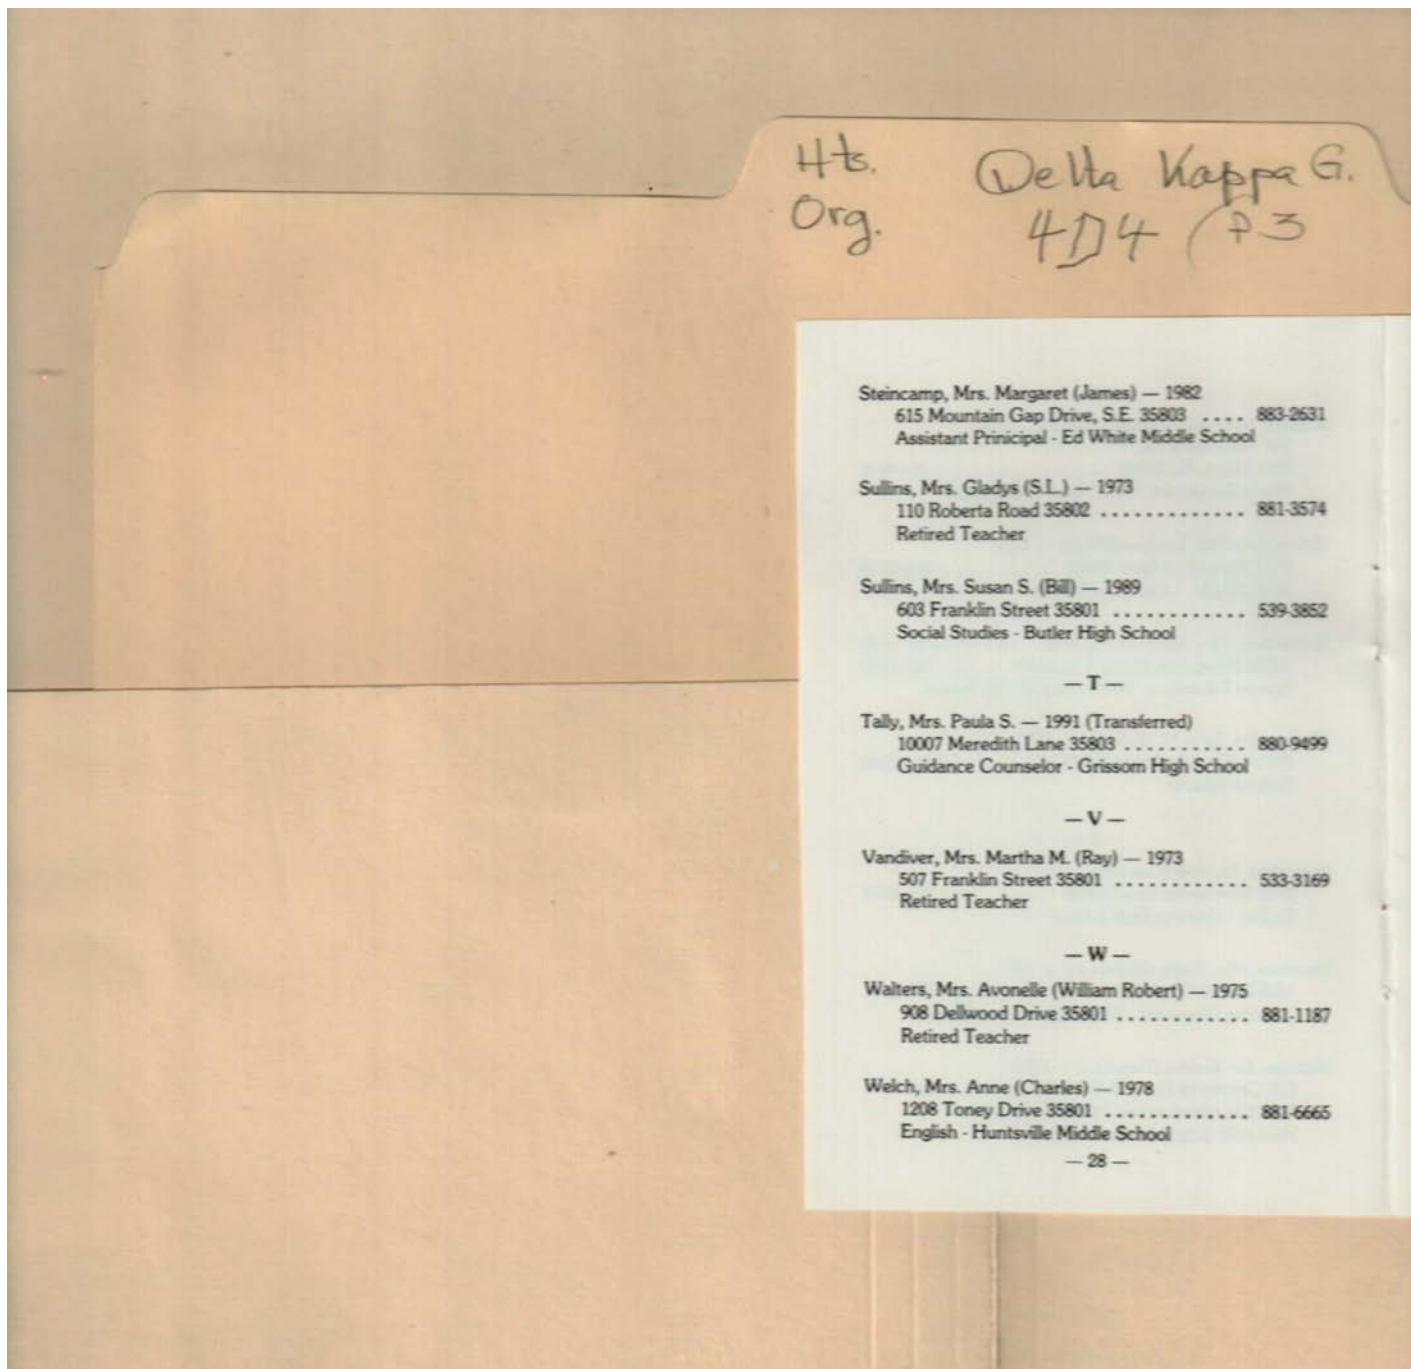 Hts. Delta Kappa G.
Org. 4D4 (P3
Steincamp, Mrs. Margaret (James) — 1982
615 Mountain Gap Drive, S.E. 35803 .... 883-2631
Assistant Prinicipal - Ed White Middle School
Sullins, Mrs. Gladys (S.L.) — 1973
110 Roberta Road 35802 ............. 881-3574
Retired Teacher
Sullins, Mrs. Susan S. (Bill) — 1989
603 Franklin Street 35801 ............ 539-3852
Social Studies - Butler High School
— T —
Tally, Mrs. Paula S. — 1991 (Transferred)
10007 Meredith Lane 35803 ........... 880-9499
Guidance Counselor - Grissom High School
— V —
Vandiver, Mrs. Martha M. (Ray) — 1973
507 Franklin Street 35801 ............ 533-3169
Retired Teacher
— W —
Walters, Mrs. Avonelle (William Robert) — 1975
908 Dellwood Drive 35801 ............ 881-1187
Retired Teacher
Welch, Mrs. Anne (Charles) — 1978
1208 Toney Drive 35801 ............. 881-6665
English - Huntsville Middle School
— 28 —